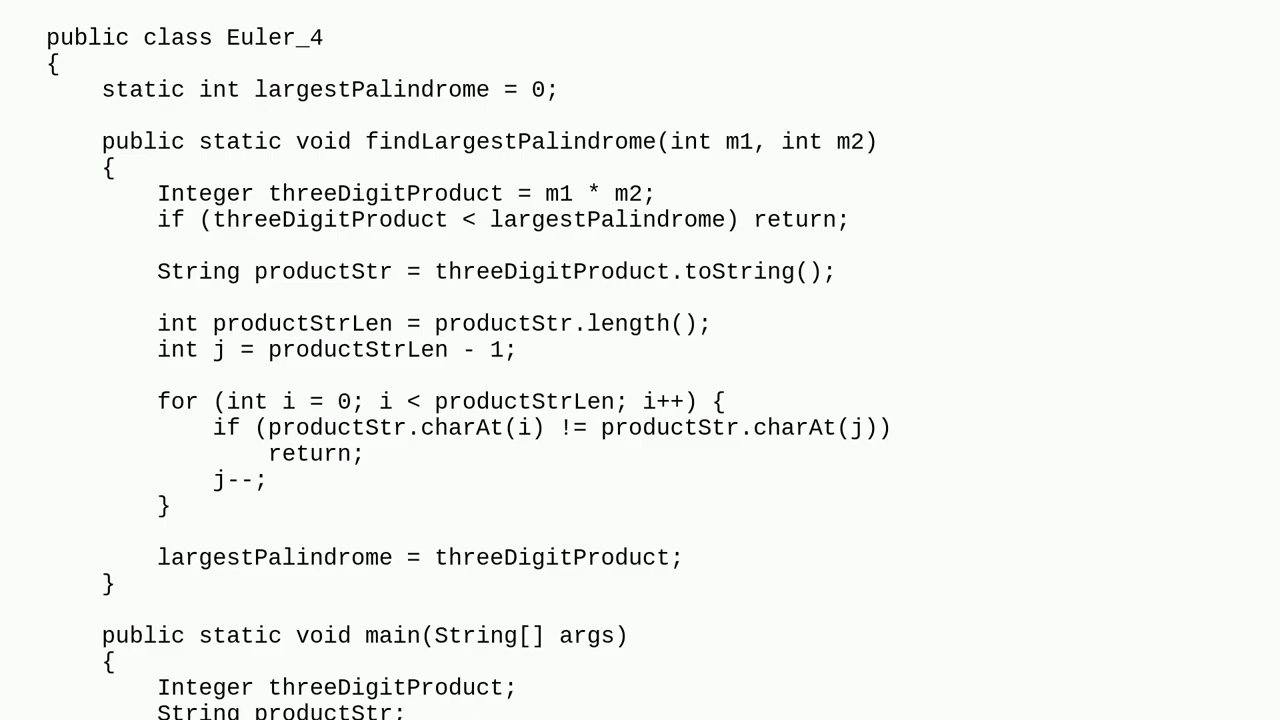 public class Euler_4
{
    static int largestPalindrome = 0;

    public static void findLargestPalindrome(int m1, int m2)
    {
        Integer threeDigitProduct = m1 * m2;
        if (threeDigitProduct < largestPalindrome) return;

        String productStr = threeDigitProduct.toString();

        int productStrLen = productStr.length();
        int j = productStrLen - 1;

        for (int i = 0; i < productStrLen; i++) {
            if (productStr.charAt(i) != productStr.charAt(j))
                return;
            j--;
        }

        largestPalindrome = threeDigitProduct;
    }

    public static void main(String[] args)
    {
        Integer threeDigitProduct;
        String productStr;